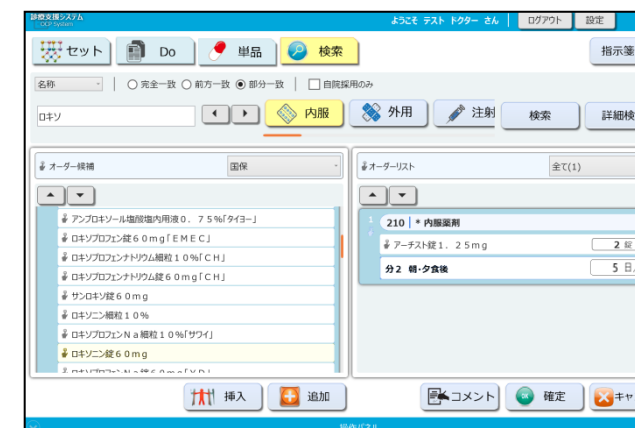 診療支援システム
ようこそ テスト ドクター さん ログアウト 設定
セット Do 単品 検索 指示箋
名称 完全一致 前方一致 部分一致 自院採用のみ
ロキソ 内服 外用 注射 検索 詳細検
オーダー候補 国保 オーダーリスト 全て(1)
アンブロキソール塩酸塩内用液０．７５%｢タイヨー｣
ロキソプロフェン錠６０ｍｇ｢ＥＭＥＣ｣
ロキソプロフェンナトリウム細粒１０%｢ＣＨ｣
ロキソプロフェンナトリウム錠６０ｍｇ｢ＣＨ｣
サンロキソ錠６０ｍｇ
ロキソニン細粒１０%
ロキソプロフェンＮａ細粒１０%｢サワイ｣
ロキソニン錠６０ｍｇ
1 210 * 内服薬剤
アーチスト錠１．２５ｍｇ 2 錠
分２ 朝・夕食後 5 日
挿入 追加 コメント 確定 キャ